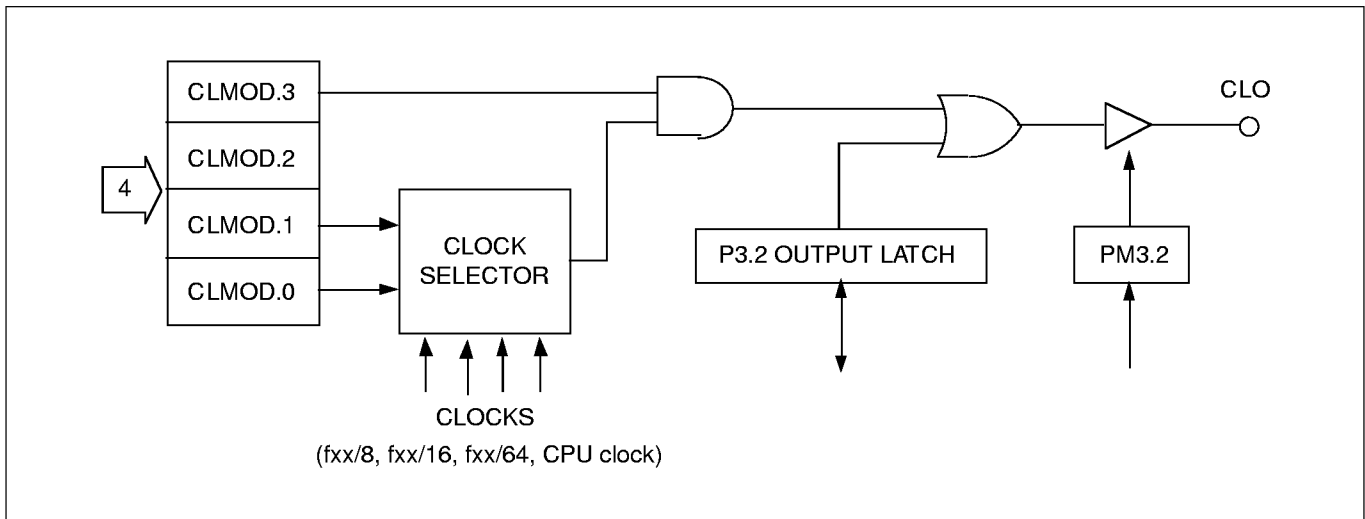 CLMOD.3
CLMOD.2
CLMOD.1
CLMOD.0
4
CLOCK
SELECTOR
CLOCKS
(fxx/8, fxx/16, fxx/64, CPU clock)
P3.2 OUTPUT LATCH
PM3.2
CLO